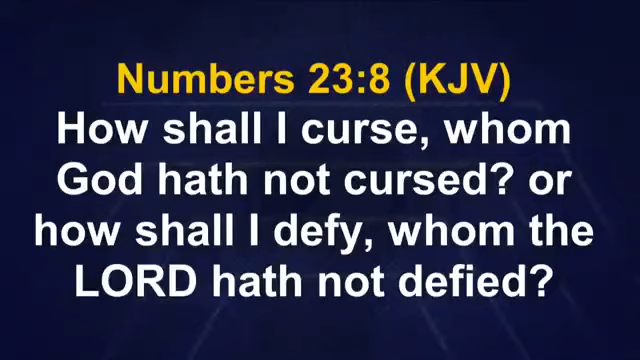 Numbers 23:8 (KJV)
How shall I curse, whom
God hath not cursed? or
how shall I defy, whom the
LORD hath not defied?